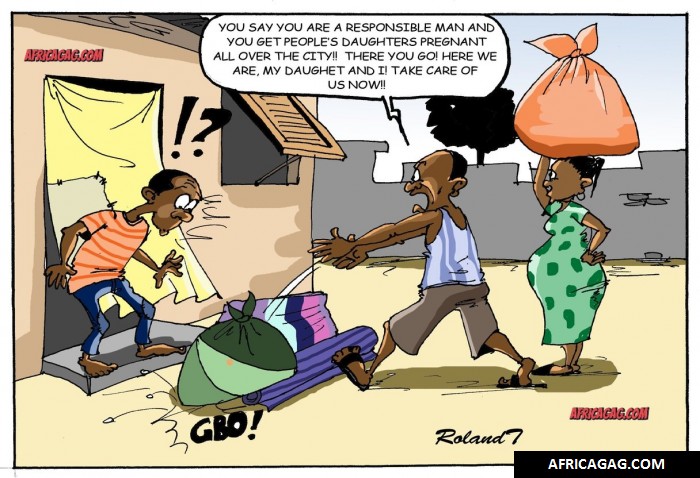 YOU SAY YOU ARE A RESPONSIBLE MAN AND
YOU GET PEOPLE'S DAUGHTERS PREGNANT
ALL OVER THE CITY!! THERE YOU GO! HERE WE
ARE, MY DAUGHET AND I! TAKE CARE OF
US NOW!!
AFRICAGAG.COM
!?
GBO!
AFRICAGAG.COM
RolandT
AFRICAGAG.COM